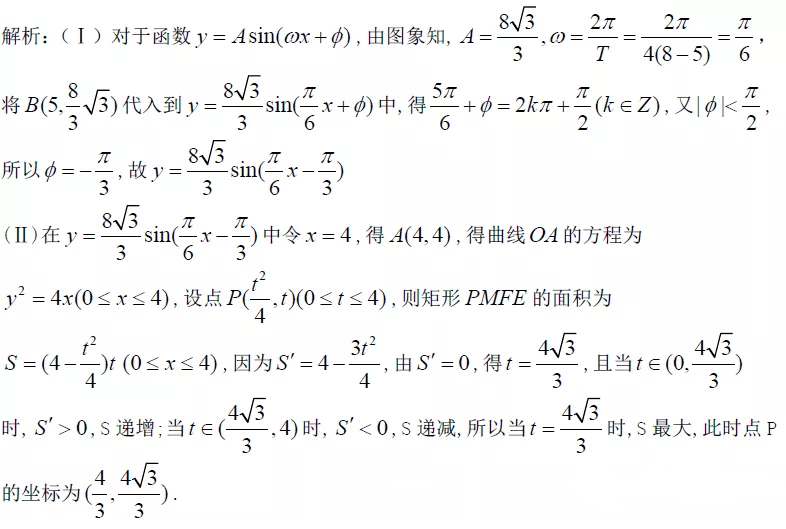 解析:(Ⅰ)对于函数 y = A sin(ωx + ϕ), 由图象知, A = 8√3/3, ω = 2π/T = 2π/4(8−5) = π/6,
将 B(5, 8/3 √3) 代入到 y = 8√3/3 sin(π/6 x + ϕ) 中, 得 5π/6 + ϕ = 2kπ + π/2 (k ∈ Z), 又 | ϕ |< π/2,
所以 ϕ = −π/3, 故 y = 8√3/3 sin(π/6 x − π/3)
(Ⅱ)在 y = 8√3/3 sin(π/6 x − π/3) 中令 x = 4, 得 A(4,4), 得曲线 OA 的方程为
y² = 4x(0 ≤ x ≤ 4), 设点 P(t²/4, t)(0 ≤ t ≤ 4), 则矩形 PMFE 的面积为
S = (4 − t²/4)t (0 ≤ x ≤ 4), 因为 S′ = 4 − 3t²/4, 由 S′ = 0, 得 t = 4√3/3, 且当 t ∈ (0, 4√3/3)
时, S′ > 0, S 递增; 当 t ∈ (4√3/3, 4) 时, S′ < 0, S 递减, 所以当 t = 4√3/3 时, S 最大, 此时点 P
的坐标为 (4/3, 4√3/3).